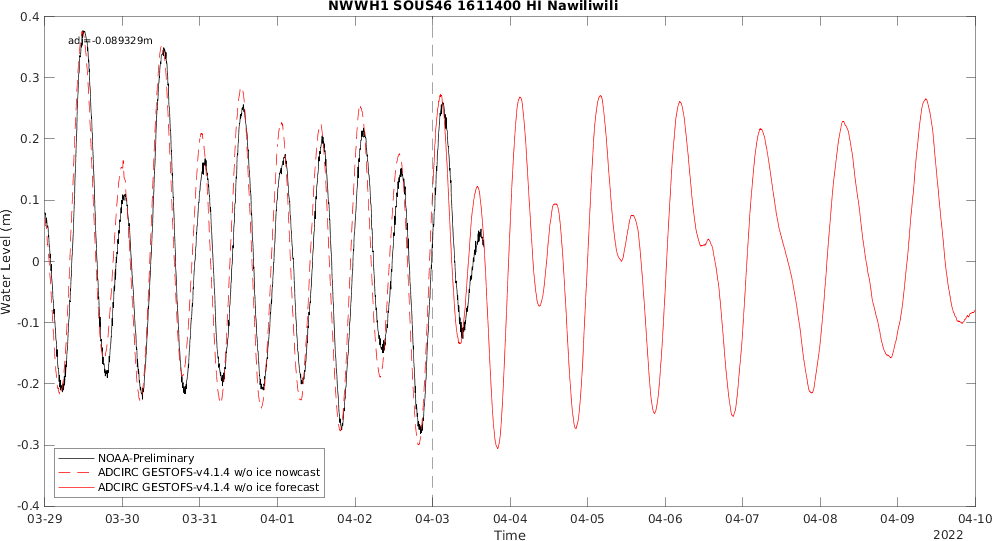 NWWH1 SOUS46 1611400 HI Nawiliwili
adj=-0.089329m
Water Level (m)
0.4
0.3
0.2
0.1
0
-0.1
-0.2
-0.3
-0.4
NOAA-Preliminary
ADCIRC GESTOFS-v4.1.4 w/o ice nowcast
ADCIRC GESTOFS-v4.1.4 w/o ice forecast
03-29 03-30 03-31 04-01 04-02 04-03 04-04 04-05 04-06 04-07 04-08 04-09 04-10
Time
2022